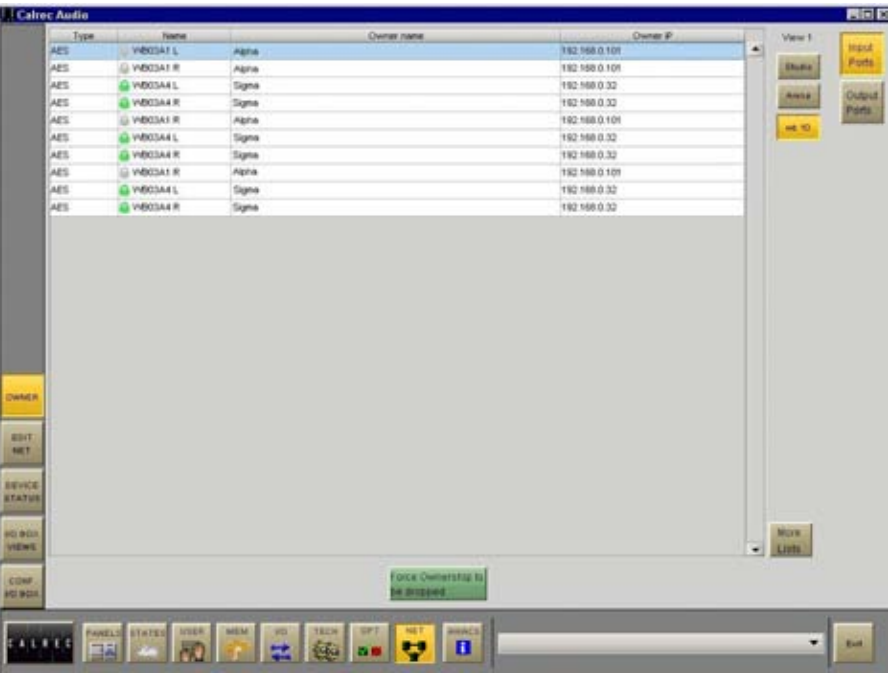 Calrec Audio
Type Name Owner name Owner IP
AES WB03A1 L Alpha 192.168.0.101
AES WB03A1 R Alpha 192.168.0.101
AES WB03A4 L Sigma 192.168.0.32
AES WB03A4 R Sigma 192.168.0.32
AES WB03A1 R Alpha 192.168.0.101
AES WB03A4 L Sigma 192.168.0.32
AES WB03A4 R Sigma 192.168.0.32
AES WB03A1 R Alpha 192.168.0.101
AES WB03A4 L Sigma 192.168.0.32
AES WB03A4 R Sigma 192.168.0.32
View 1
Studio
Input
Ports
Output
Ports
OWNER
EDIT
NET
DEVICE
STATUS
I/O BOX
VIEWS
CONF
I/O BOX
More
Lists
Force Ownership to
be dropped
CALREC
PANELS STATES USER MEM I/O TECH OPT NET
Exit